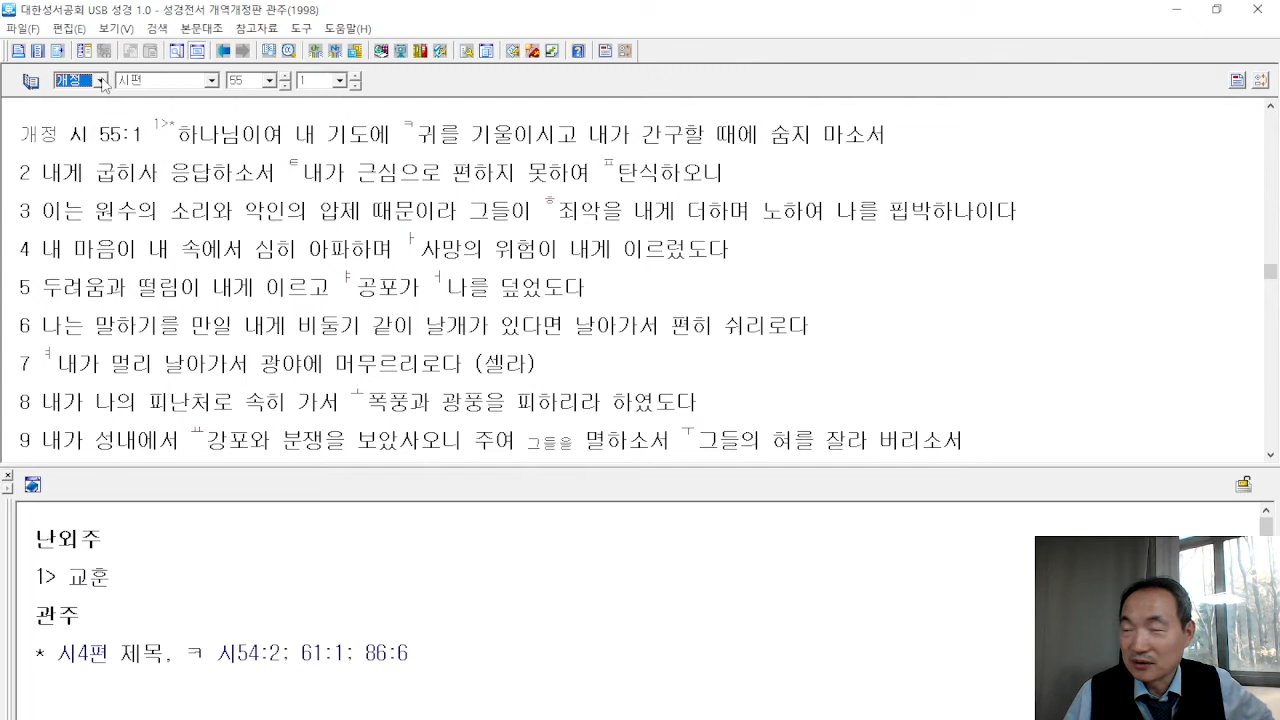 대한성서공회 USB 성경 1.0 - 성경전서 개역개정판 관주(1998)
파일(F) 편집(E) 보기(V) 검색 본문대조 참고자료 도구 도움말(H)
개정 시편 55 1
개정 시 55:1 1>* 하나님이여 내 기도에 ㅋ귀를 기울이시고 내가 간구할 때에 숨지 마소서
2 내게 굽히사 응답하소서 ㅌ내가 근심으로 편하지 못하여 ㅍ탄식하오니
3 이는 원수의 소리와 악인의 압제 때문이라 그들이 ㅎ죄악을 내게 더하며 노하여 나를 핍박하나이다
4 내 마음이 내 속에서 심히 아파하며 ㅏ사망의 위험이 내게 이르렀도다
5 두려움과 떨림이 내게 이르고 ㅑ공포가 ㅓ나를 덮었도다
6 나는 말하기를 만일 내게 비둘기 같이 날개가 있다면 날아가서 편히 쉬리로다
7 ㅕ내가 멀리 날아가서 광야에 머무르리로다 (셀라)
8 내가 나의 피난처로 속히 가서 ㅗ폭풍과 광풍을 피하리라 하였도다
9 내가 성내에서 ㅛ강포와 분쟁을 보았사오니 주여 그들을 멸하소서 ㅜ그들의 혀를 잘라 버리소서
난외주
1> 교훈
관주
* 시4편 제목, ㅋ 시54:2; 61:1; 86:6